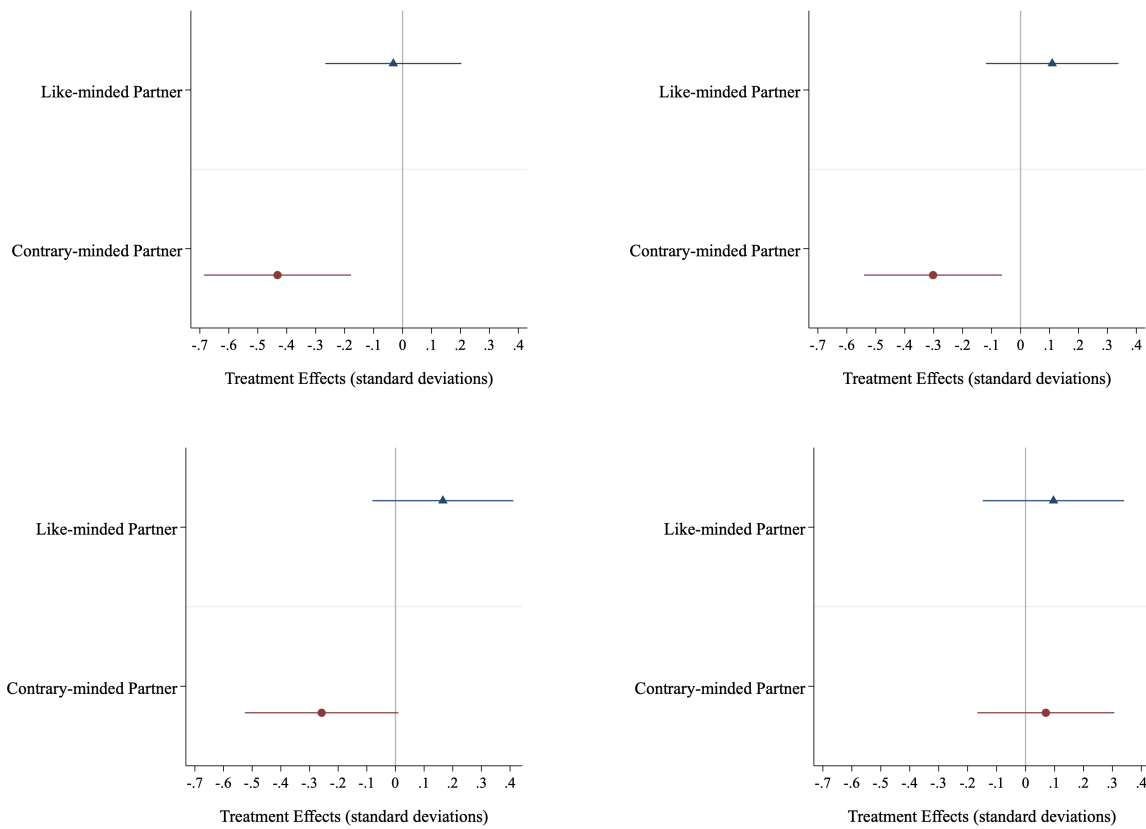 Like-minded Partner
Contrary-minded Partner
-.7 -.6 -.5 -.4 -.3 -.2 -.1 0 .1 .2 .3 .4
Treatment Effects (standard deviations)
Like-minded Partner
Contrary-minded Partner
-.7 -.6 -.5 -.4 -.3 -.2 -.1 0 .1 .2 .3 .4
Treatment Effects (standard deviations)
Like-minded Partner
Contrary-minded Partner
-.7 -.6 -.5 -.4 -.3 -.2 -.1 0 .1 .2 .3 .4
Treatment Effects (standard deviations)
Like-minded Partner
Contrary-minded Partner
-.7 -.6 -.5 -.4 -.3 -.2 -.1 0 .1 .2 .3 .4
Treatment Effects (standard deviations)